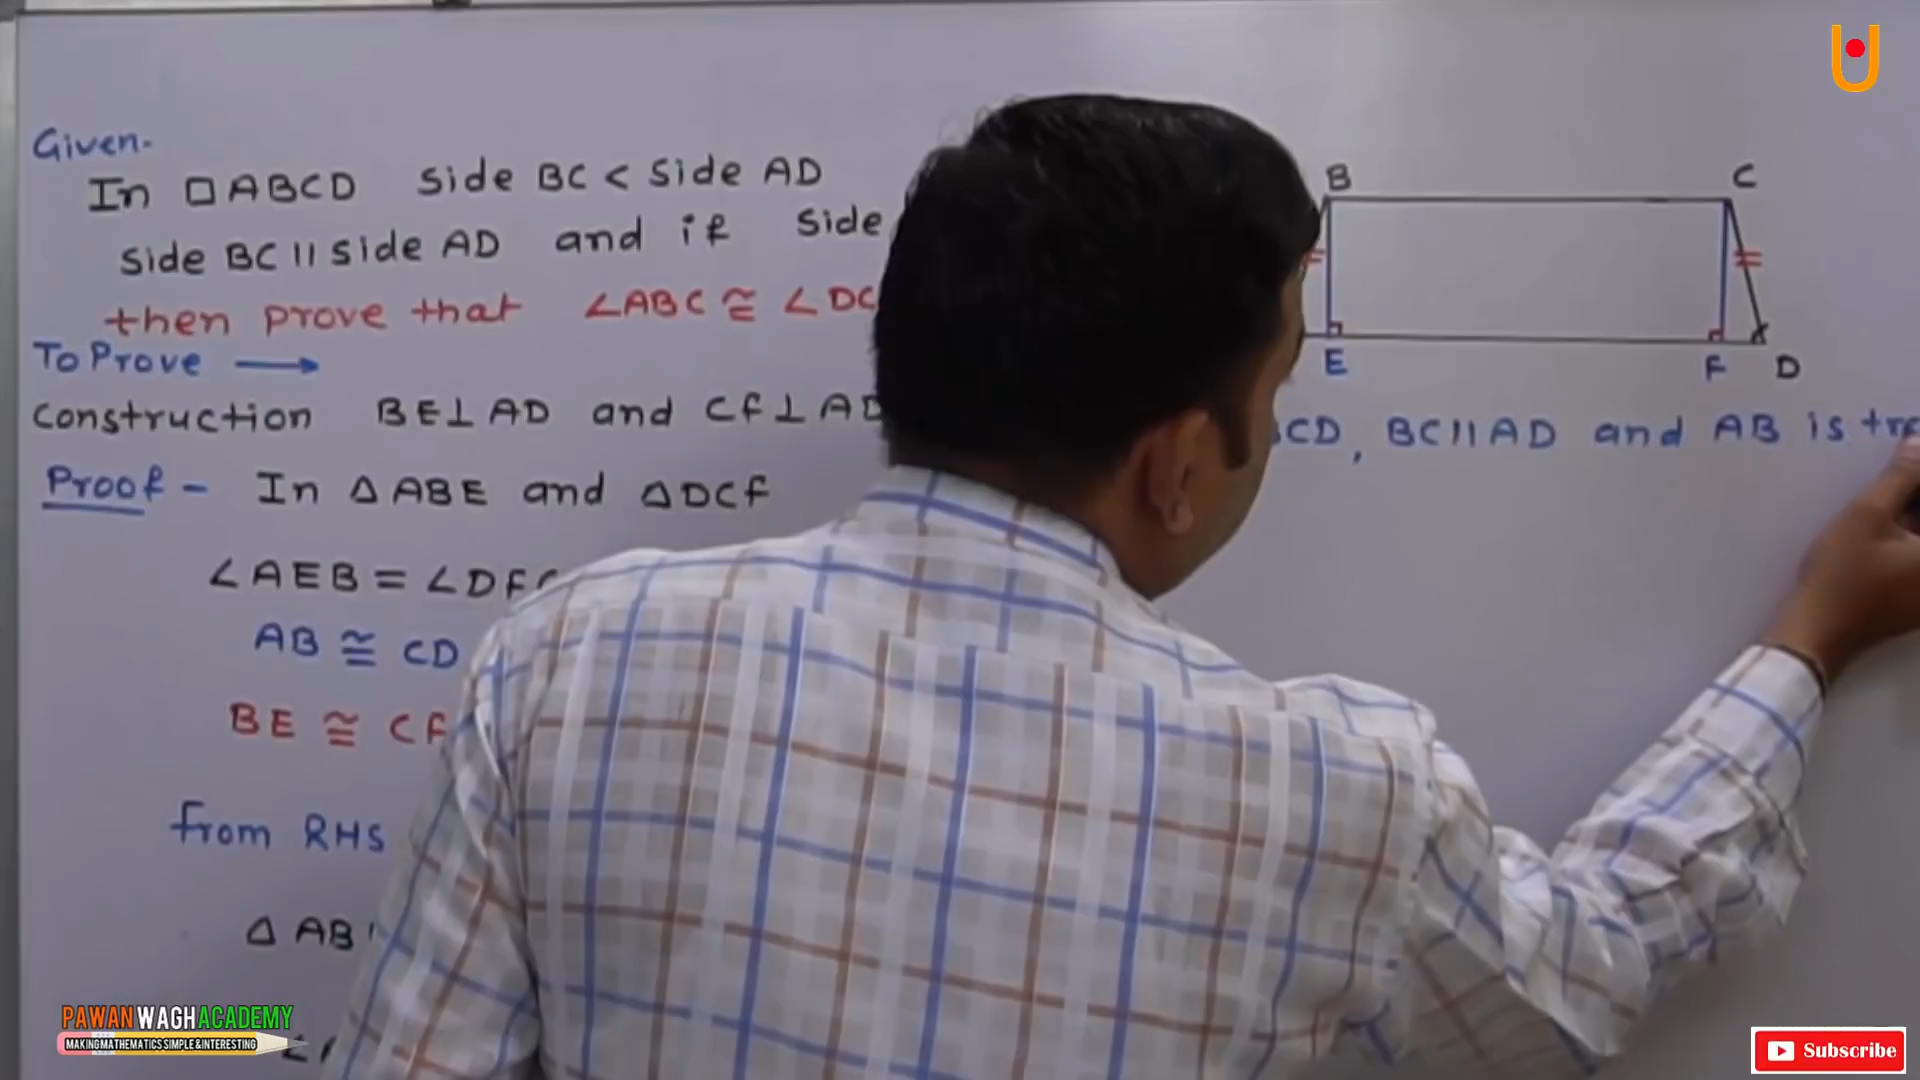 Given.
In □ABCD side BC < side AD
side BC || side AD and if side
then prove that ∠ABC ≅ ∠DC
To Prove →
construction BE⊥AD and CF⊥AD
Proof - In △ABE and △DCF
∠AEB = ∠DF
AB ≅ CD
BE ≅ CF
from RHS
△ AB
B
C
E
F
D
CD, BC||AD and AB is
PAWAN WAGH ACADEMY
MAKING MATHEMATICS SIMPLE & INTERESTING
Subscribe